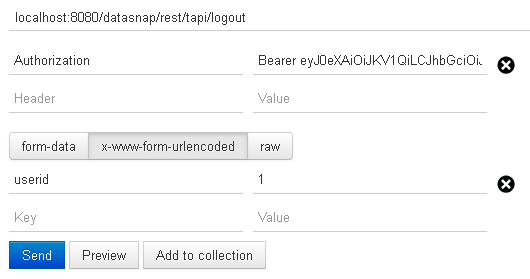 localhost:8080/datasnap/rest/tapi/logout
Authorization Bearer eyJ0eXAiOiJKV1QiLCJhbGciOiJ
Header Value
form-data x-www-form-urlencoded raw
userid 1
Key Value
Send Preview Add to collection